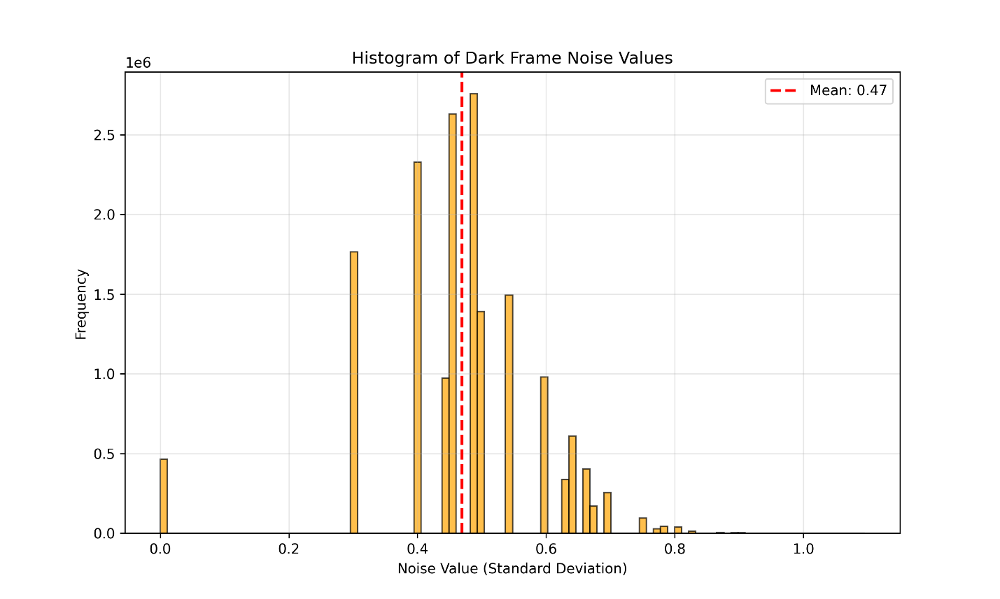 Histogram of Dark Frame Noise Values
1e6
Mean: 0.47
2.5
2.0
1.5
1.0
0.5
0.0
Frequency
0.0 0.2 0.4 0.6 0.8 1.0
Noise Value (Standard Deviation)